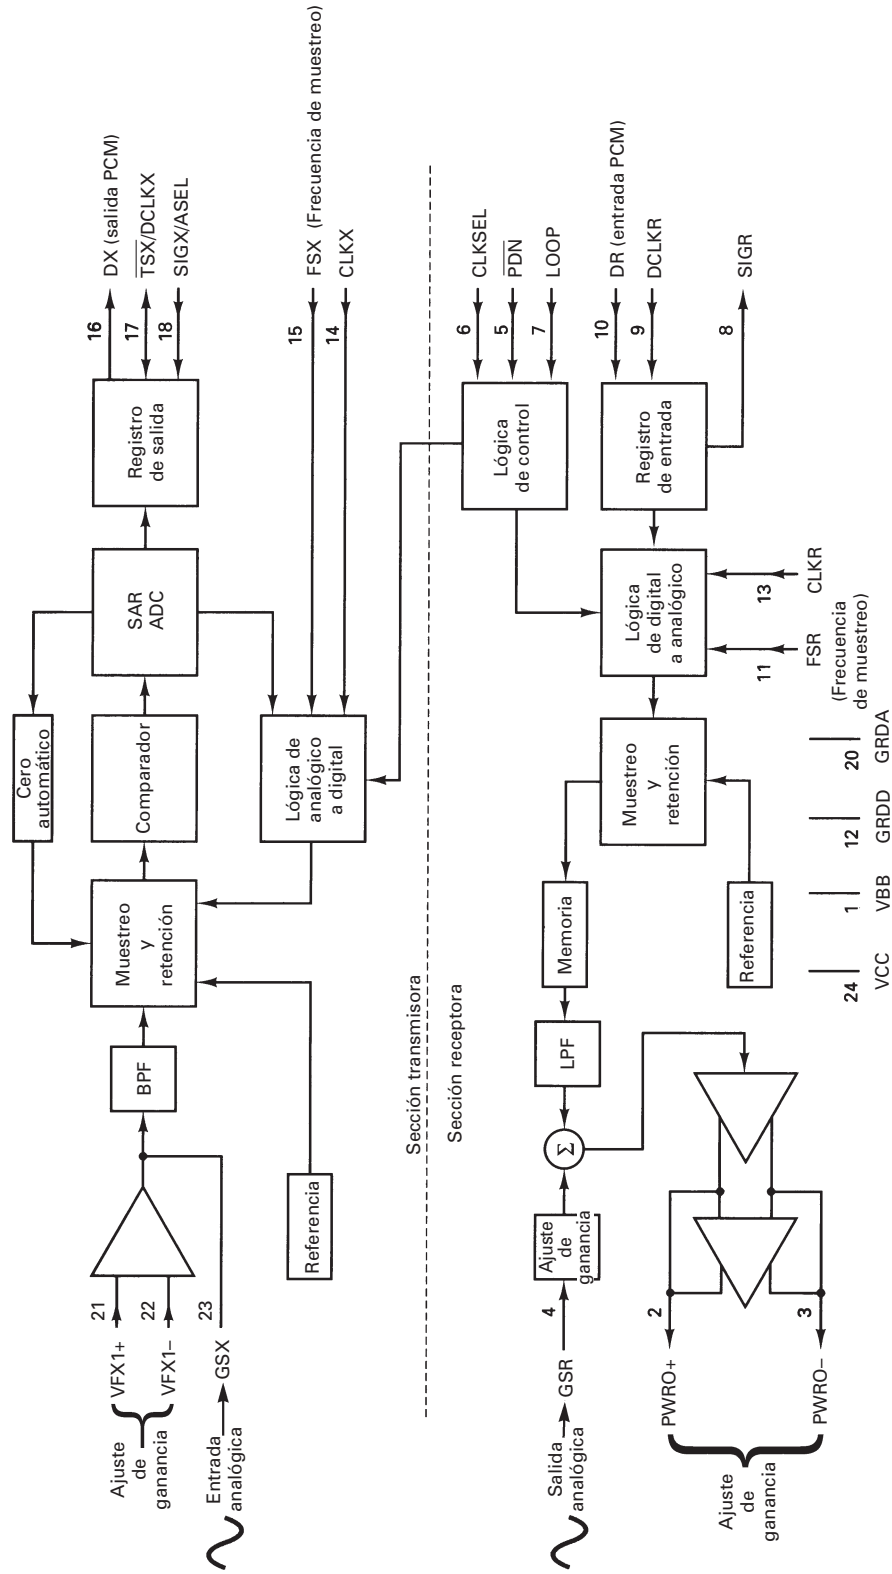 Ajuste
de
ganancia
VFX1+
21
VFX1–
22
Entrada
analógica
GSX
23
BPF
Referencia
Muestreo
y
retención
Cero
automático
Comparador
SAR
ADC
Lógica de
analógico
a digital
Registro
de salida
16
DX (salida PCM)
17
TSX/DCLKX
18
SIGX/ASEL
15
FSX (Frecuencia de muestreo)
14
CLKX
Sección transmisora
Sección receptora
Salida
analógica
GSR
4
Ajuste
de
ganancia
Σ
LPF
Memoria
Muestreo
y
retención
Referencia
Lógica
de digital
a analógico
Lógica
de control
6
CLKSEL
5
PDN
7
LOOP
Registro
de entrada
10
DR (entrada PCM)
9
DCLKR
8
SIGR
13
CLKR
11
FSR
(Frecuencia
de muestreo)
PWRO+
2
PWRO–
3
Ajuste
de
ganancia
24
VCC
1
VBB
12
GRDD
20
GRDA